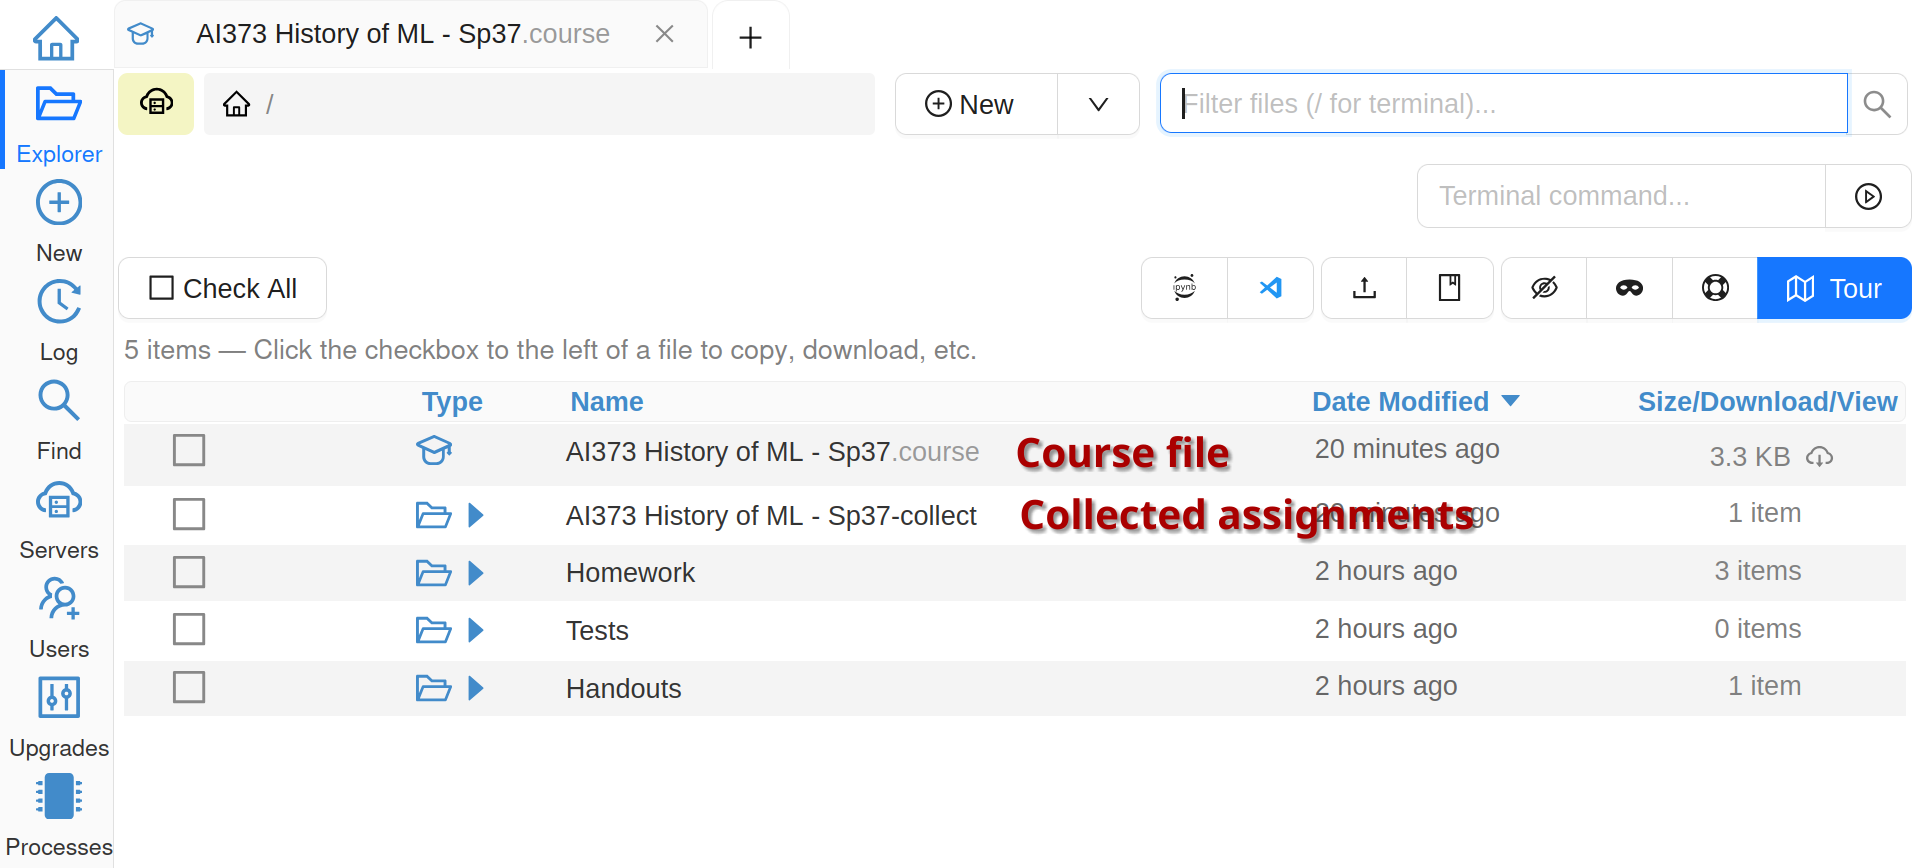 AI373 History of ML - Sp37.course
Explorer
/
New
Filter files (/ for terminal)...
Terminal command...
New
Check All
ipynb
Tour
Log
5 items — Click the checkbox to the left of a file to copy, download, etc.
Type Name Date Modified Size/Download/View
Find
AI373 History of ML - Sp37.course Course file 20 minutes ago 3.3 KB
AI373 History of ML - Sp37-collect Collected assignments 20 minutes ago 1 item
Servers
Homework 2 hours ago 3 items
Tests 2 hours ago 0 items
Users
Handouts 2 hours ago 1 item
Upgrades
Processes